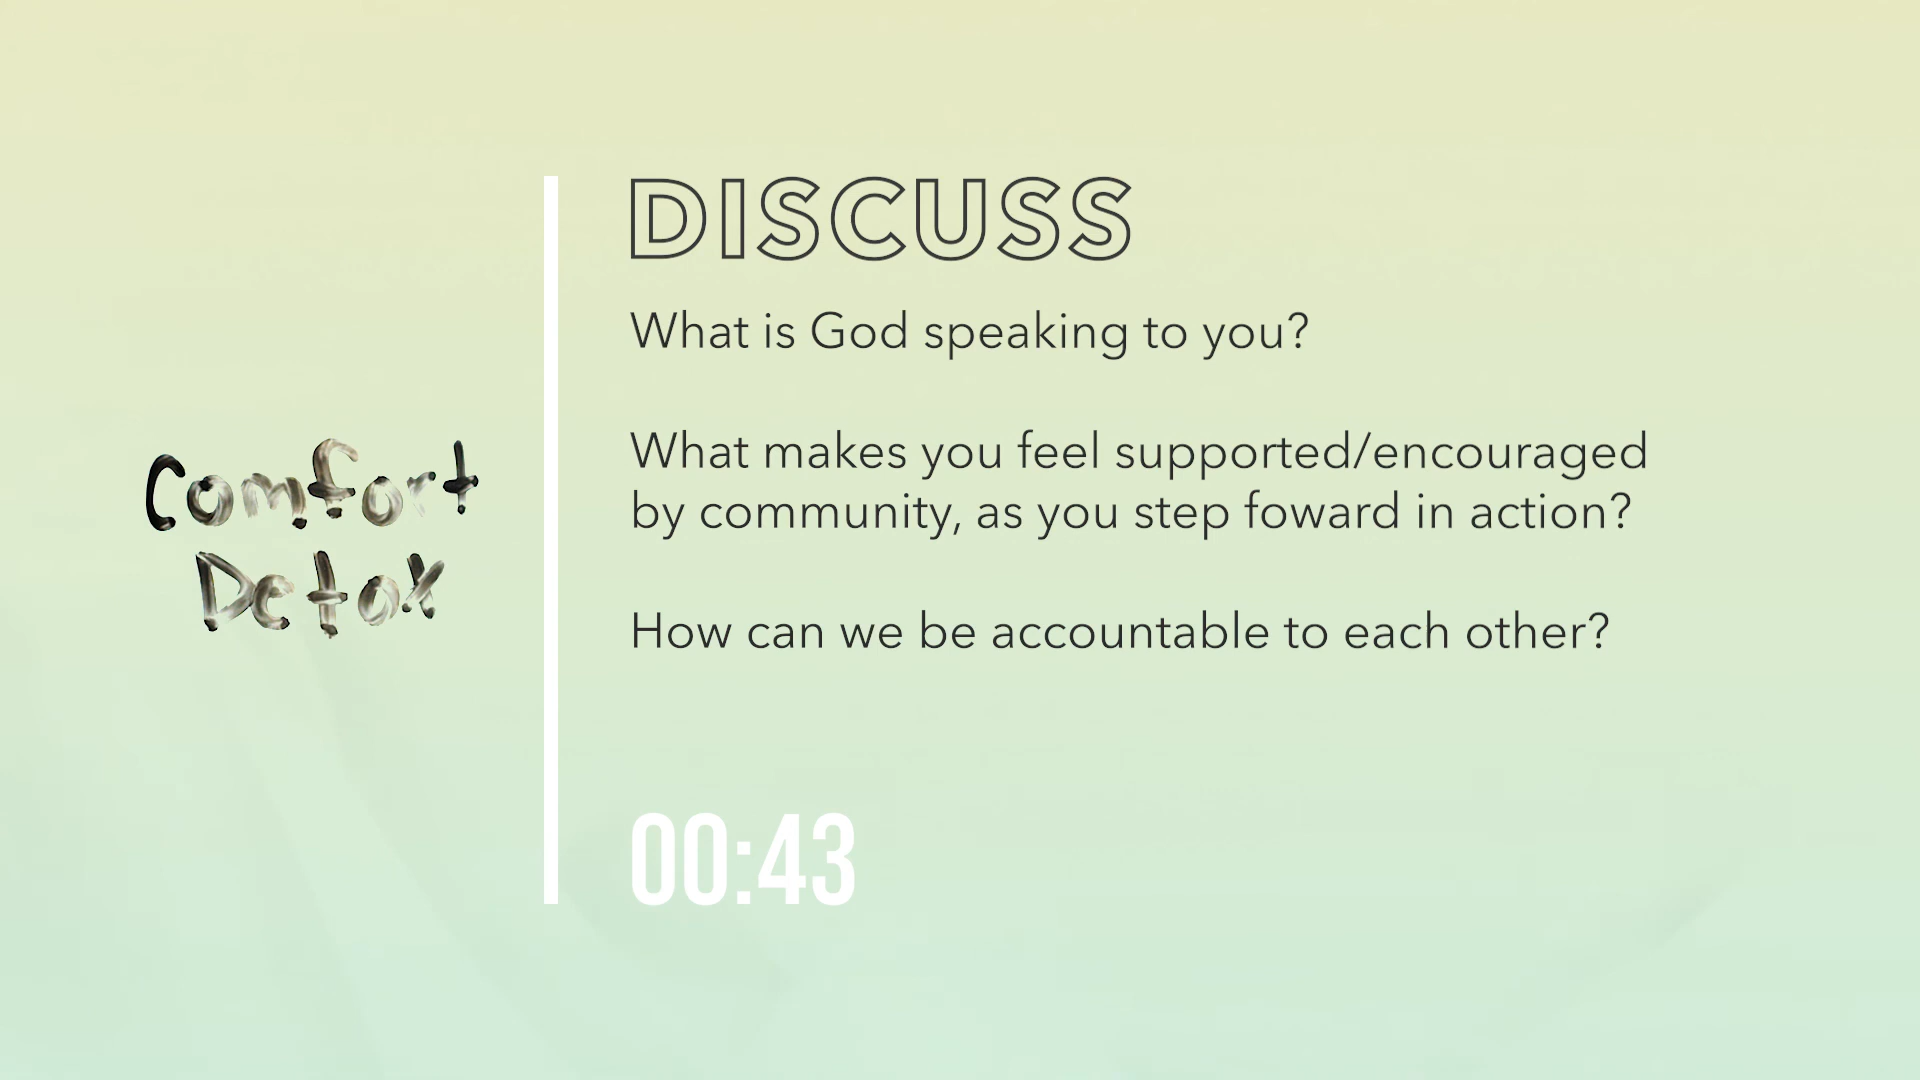 Comfort
Detox
DISCUSS
What is God speaking to you?
What makes you feel supported/encouraged
by community, as you step foward in action?
How can we be accountable to each other?
00:43